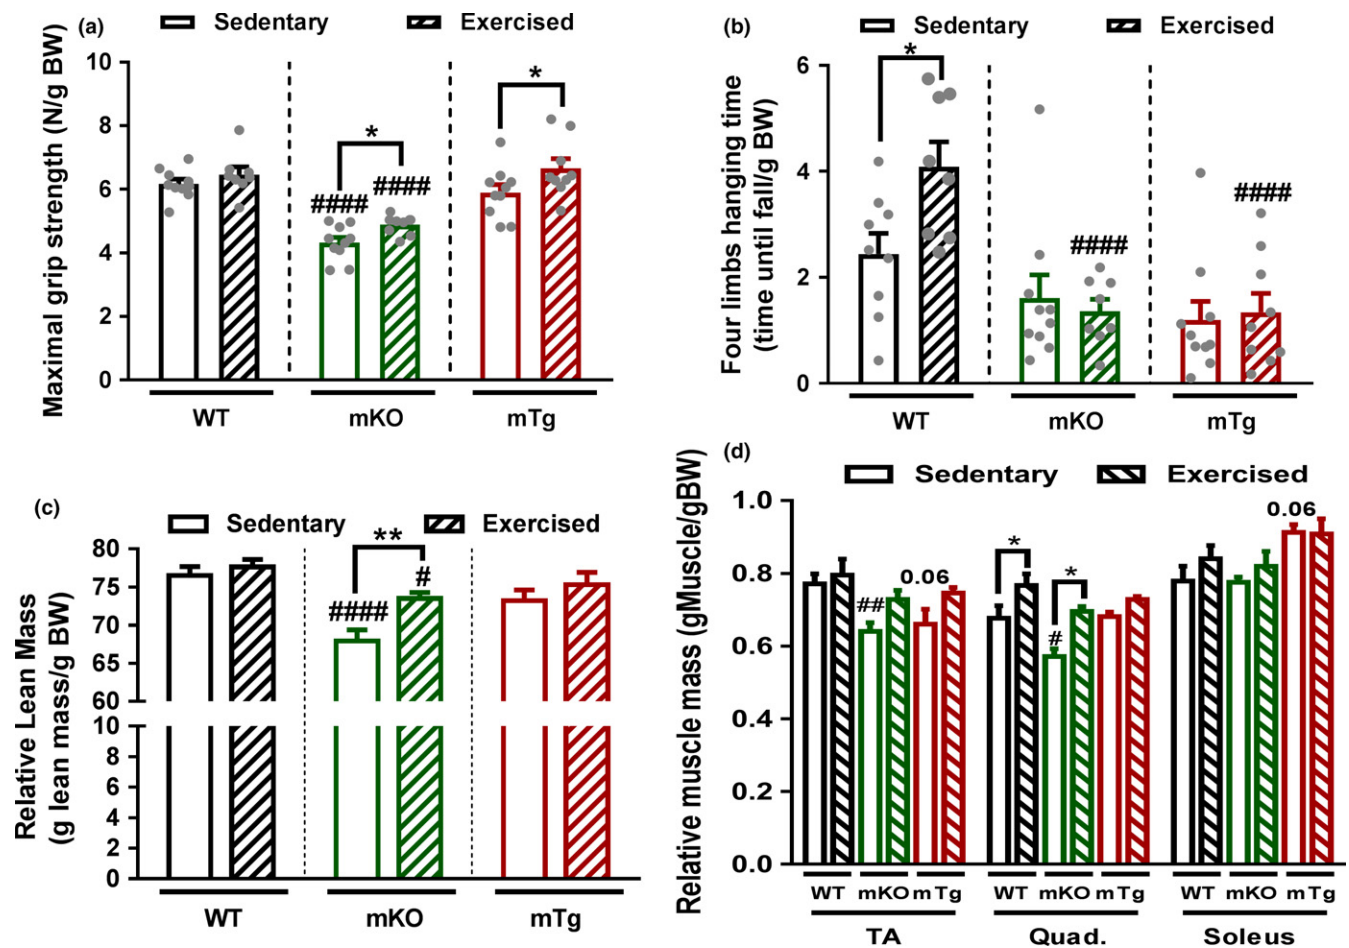 (a)
Sedentary Exercised
Maximal grip strength (N/g BW)
10
8
6
4
2
0
*
*
####
####
WT mKO mTg
(b)
Sedentary Exercised
Four limbs hanging time
(time until fall/g BW)
6
4
2
0
*
####
####
WT mKO mTg
(c)
Sedentary Exercised
Relative Lean Mass
(g lean mass/g BW)
80
75
70
65
60
10
8
6
4
2
0
**
####
#
WT mKO mTg
(d)
Sedentary Exercised
Relative muscle mass (gMuscle/gBW)
1.0
0.8
0.6
0.4
0.2
0.0
##
0.06
*
#
*
0.06
WT mKO mTg WT mKO mTg WT mKO mTg
TA Quad. Soleus